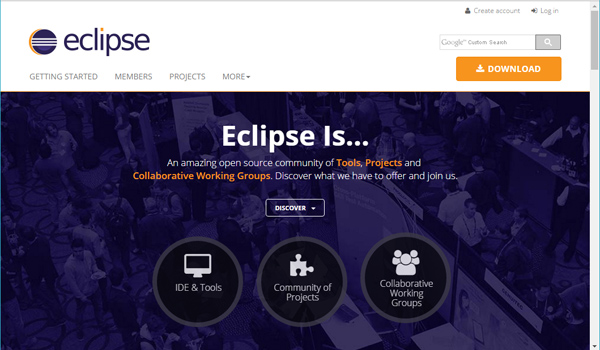 Create account Log in
eclipse
Google™ Custom Search
GETTING STARTED MEMBERS PROJECTS MORE
DOWNLOAD
Eclipse Is...
An amazing open source community of Tools, Projects and
Collaborative Working Groups. Discover what we have to offer and join us.
DISCOVER
IDE & Tools
Community of
Projects
Collaborative
Working
Groups